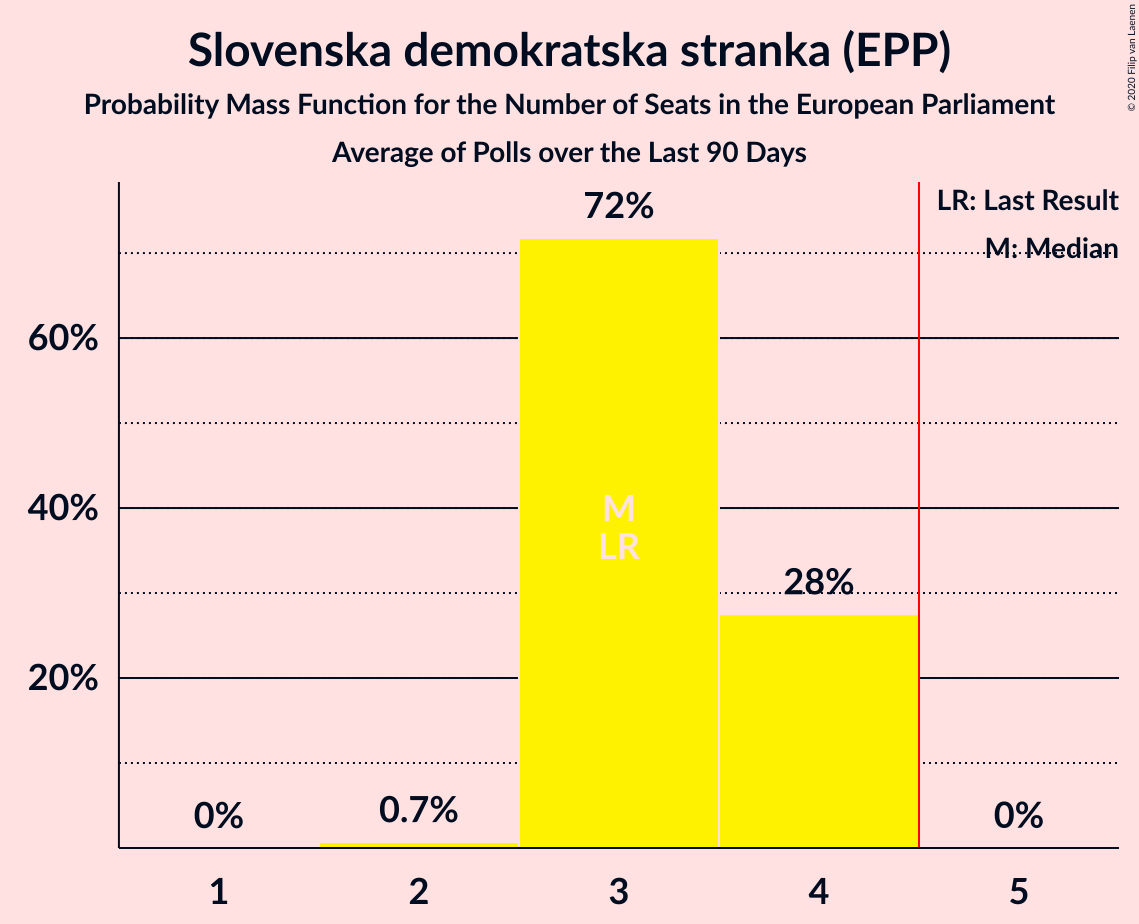 Slovenska demokratska stranka (EPP)
Probability Mass Function for the Number of Seats in the European Parliament
Average of Polls over the Last 90 Days
© 2020 Filip van Laenen
LR: Last Result
M: Median
72%
60%
M
40%
LR
28%
20%
0%
0.7%
0%
1 2 3 4 5